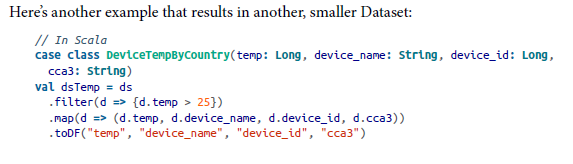 Here's another example that results in another, smaller Dataset:
// In Scala
case class DeviceTempByCountry(temp: Long, device_name: String, device_id: Long,
  cca3: String)
val dsTemp = ds
  .filter(d => {d.temp > 25})
  .map(d => (d.temp, d.device_name, d.device_id, d.cca3))
  .toDF("temp", "device_name", "device_id", "cca3")